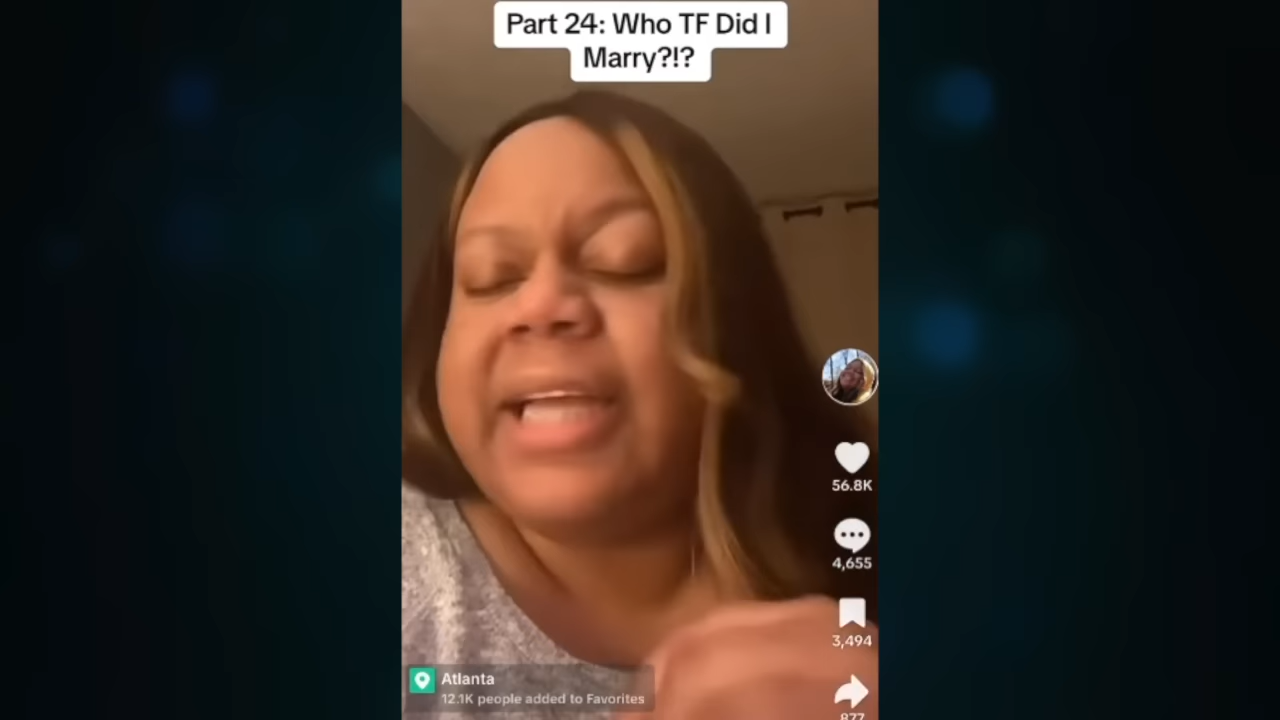 Part 24: Who TF Did I
Marry?!?
56.8K
4,655
3,494
Atlanta
12.1K people added to Favorites
877